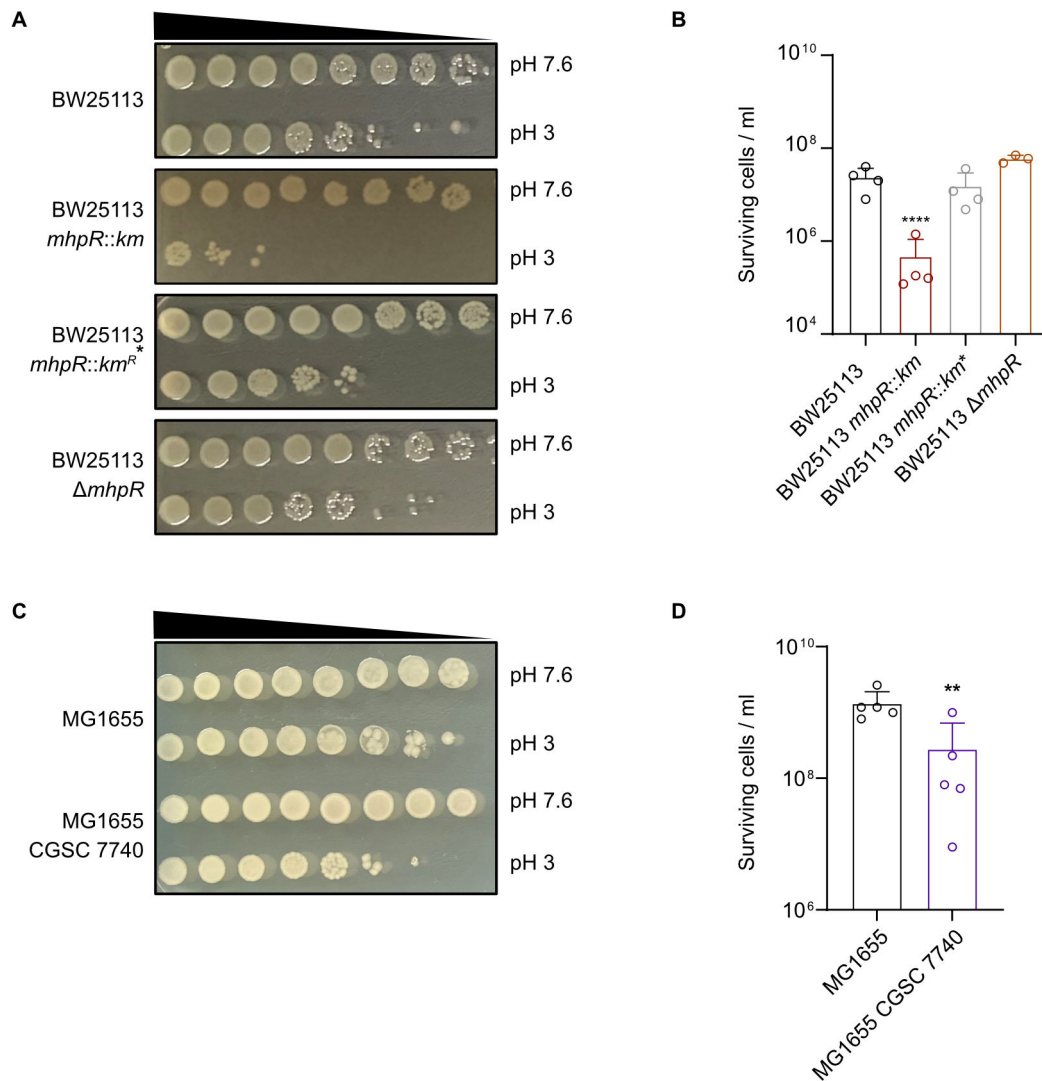 A
BW25113
pH 7.6
pH 3
BW25113
mhpR::km
pH 7.6
pH 3
BW25113
mhpR::kmᴿ*
pH 7.6
pH 3
BW25113
ΔmhpR
pH 7.6
pH 3
B
Surviving cells / ml
10¹⁰
10⁸
10⁶
10⁴
****
BW25113
BW25113 mhpR::km
BW25113 mhpR::km*
BW25113 ΔmhpR
C
MG1655
pH 7.6
pH 3
MG1655
CGSC 7740
pH 7.6
pH 3
D
Surviving cells / ml
10¹⁰
10⁸
10⁶
**
MG1655
MG1655 CGSC 7740